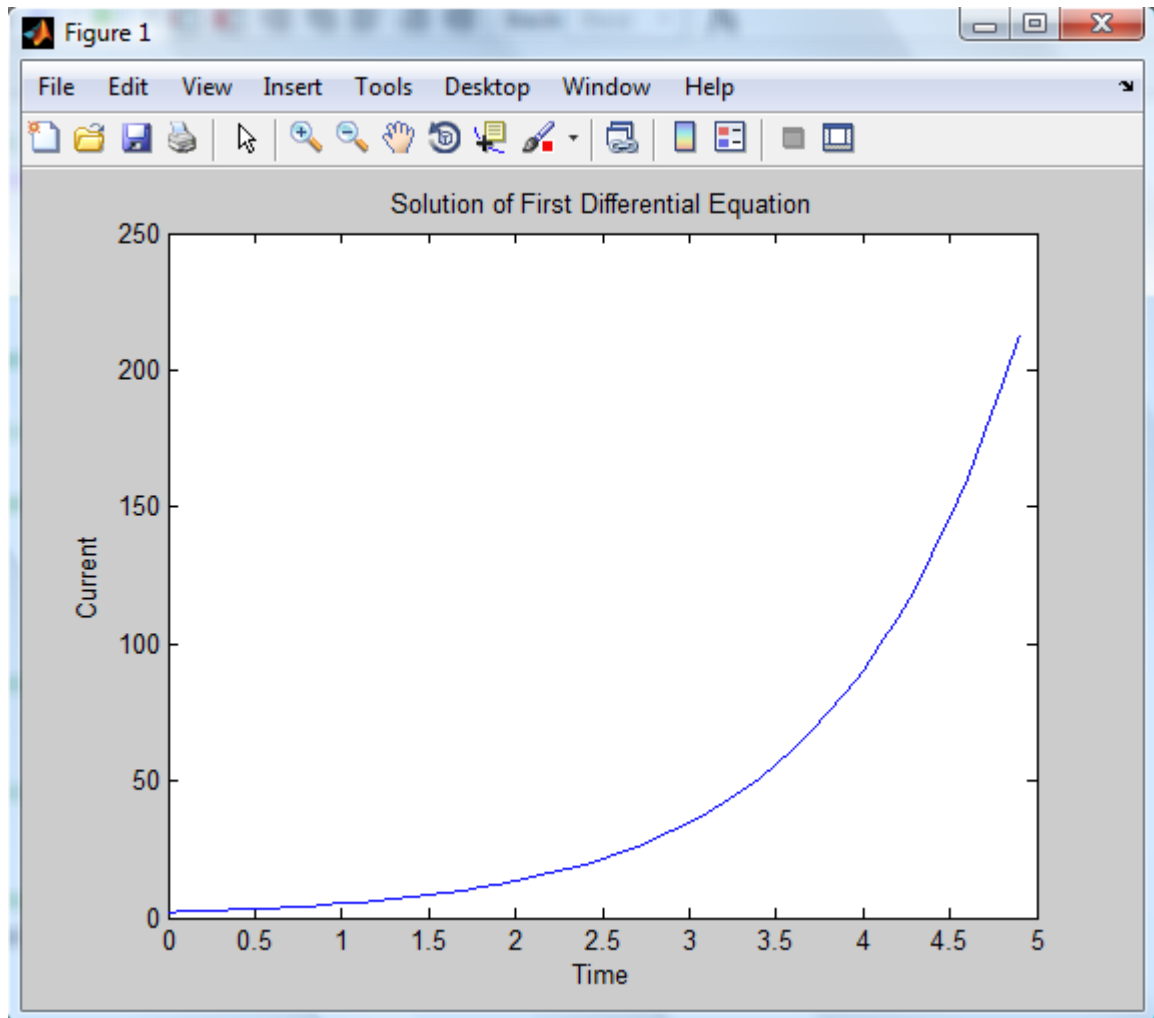 Figure 1
File Edit View Insert Tools Desktop Window Help
Solution of First Differential Equation
250
200
150
100
50
0
Current
0 0.5 1 1.5 2 2.5 3 3.5 4 4.5 5
Time